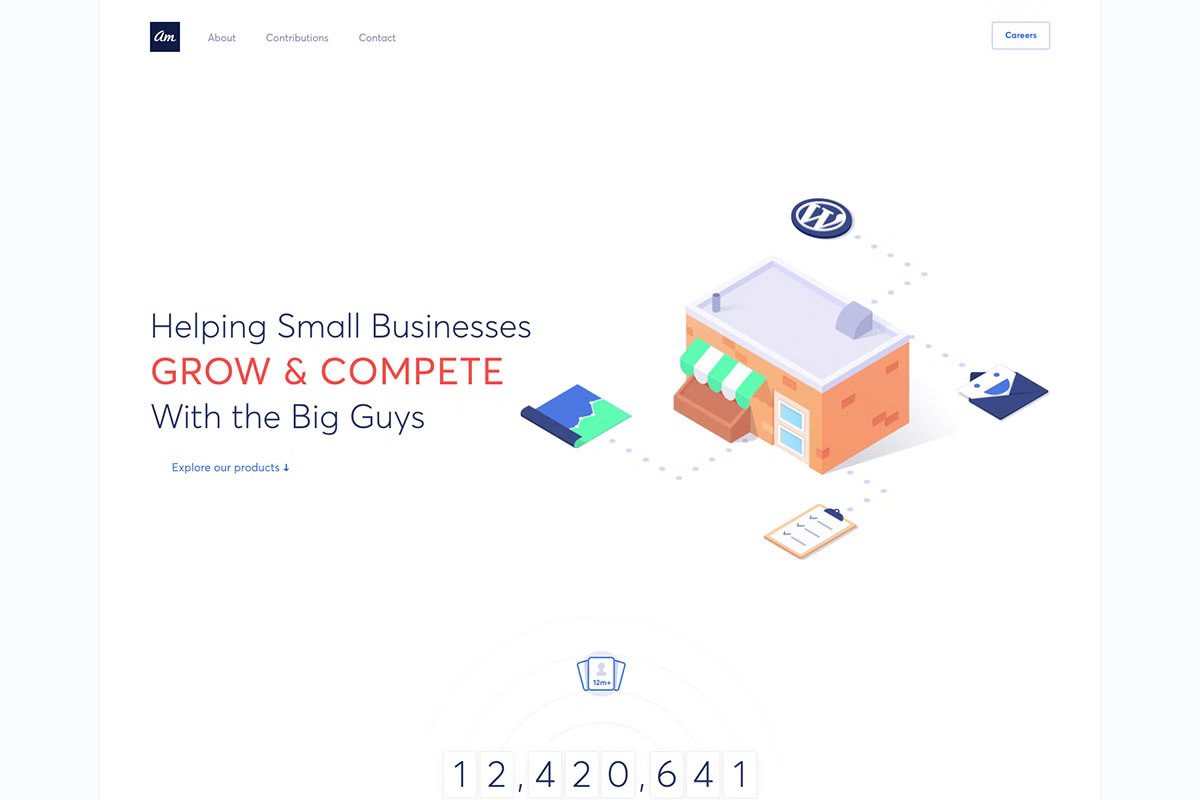 am
About
Contributions
Contact
Careers
Helping Small Businesses
GROW & COMPETE
With the Big Guys
Explore our products ↓
W
12m+
12,420,641